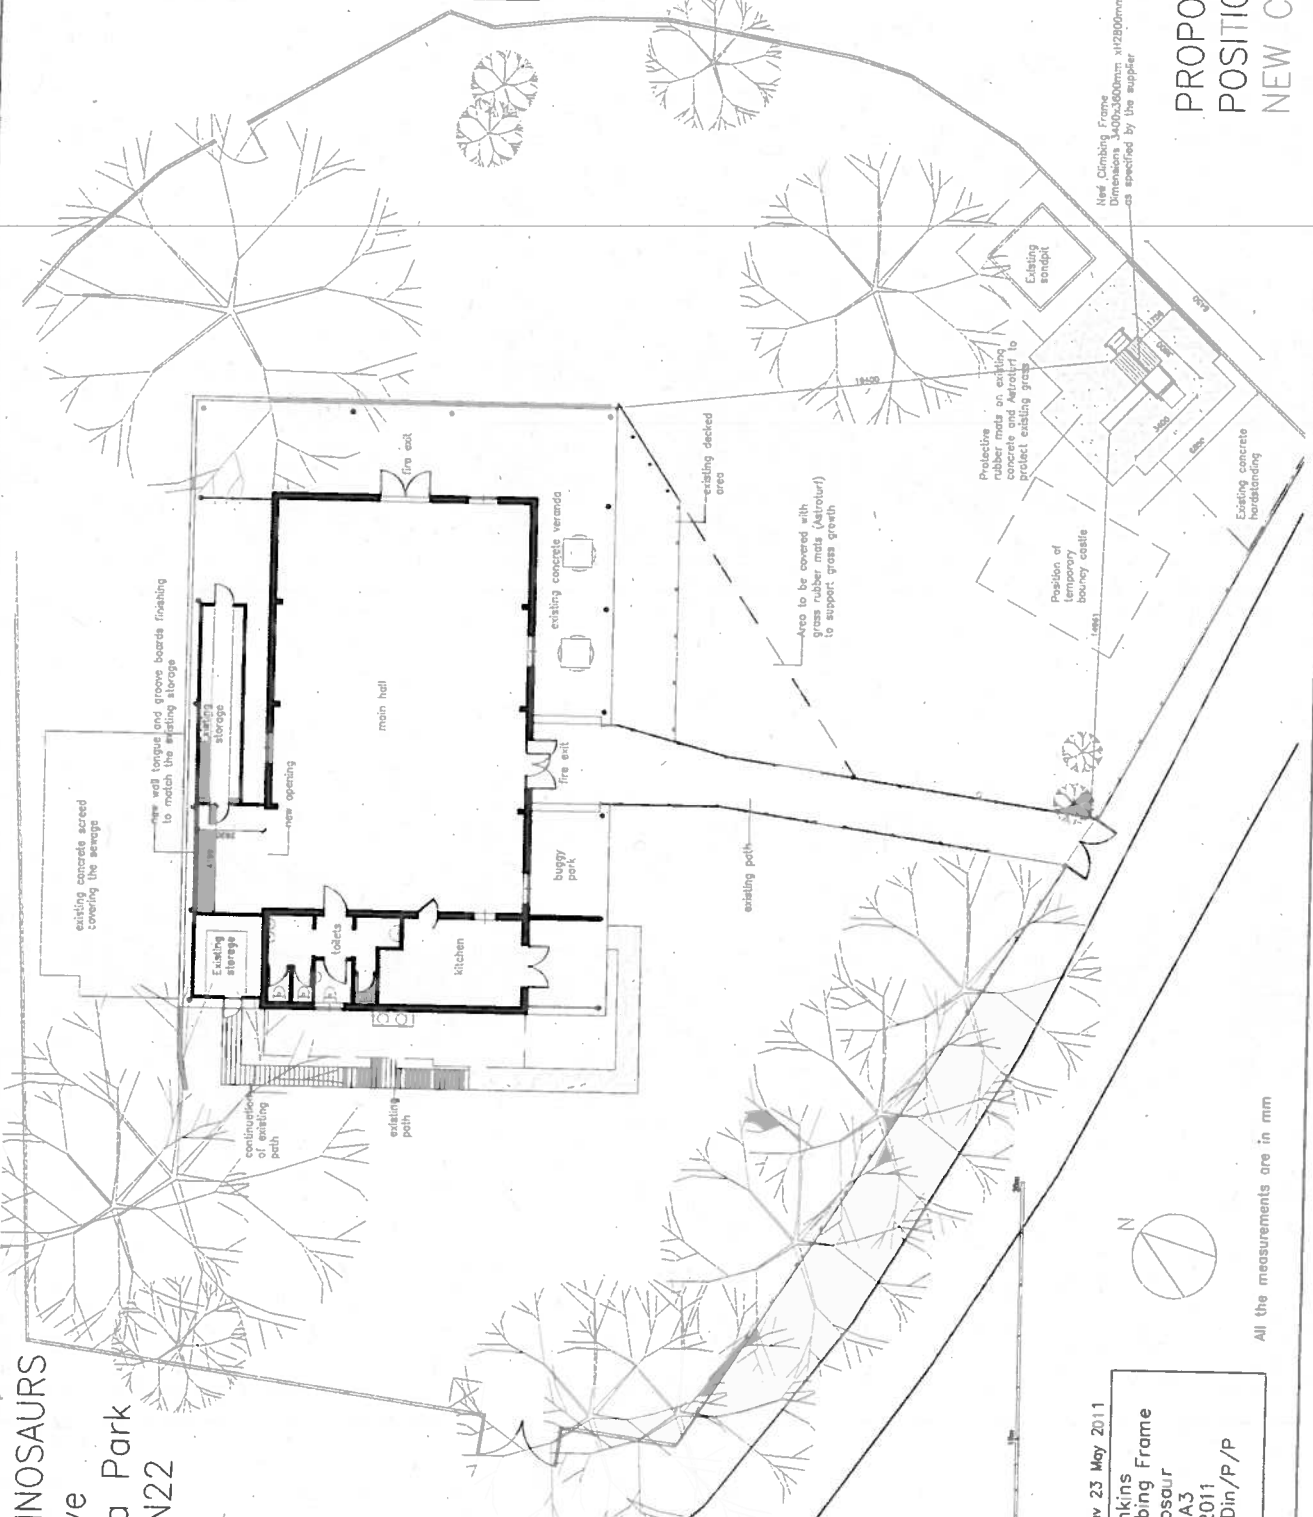 INOSAURS
Park
N22
PROPO
POSITIO
NEW C
New Climbing Frame
Dimensions 3400x3600mm xH2800mm
as specified by the supplier
Existing
sandpit
Protective
rubber mats on existing
concrete and Astroturf to
protect existing grass
19400
1706
3400
6800
Existing concrete
hardstanding
Position of
temporary
bouncy castle
14961
existing decked
area
Area to be covered with
grass rubber mats (Astroturf)
to support grass growth
fire exit
existing concrete veranda
main hall
new wall tongue and groove boards finishing
to match the existing storage
Existing
storage
new opening
existing concrete screed
covering the sewage
fire exit
buggy
park
existing path
Existing
storage
toilets
kitchen
continuation
of existing
path
existing
path
N
All the measurements are in mm
v 23 May 2011
nkins
bing Frame
osaur
A3
2011
Din/P/P